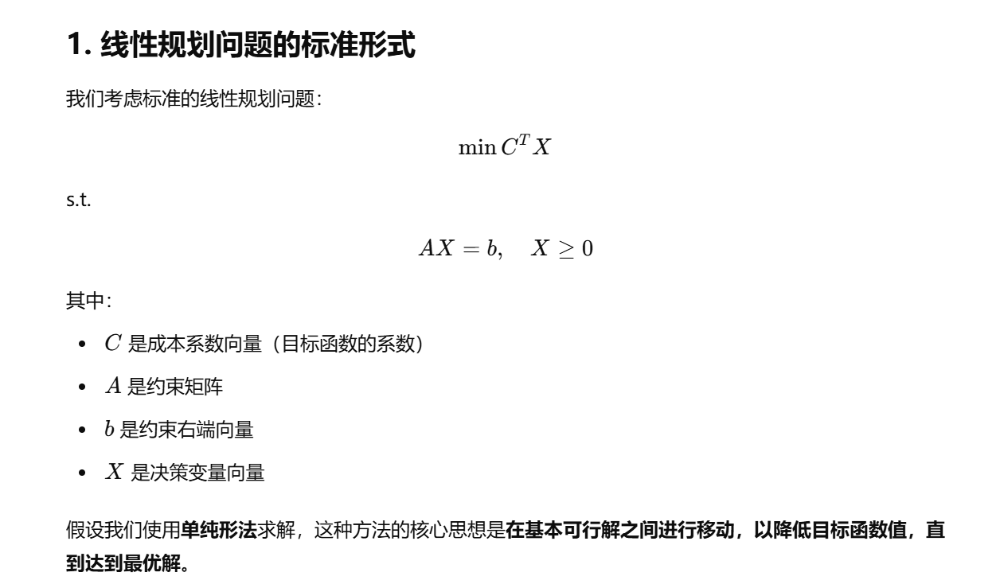 1. 线性规划问题的标准形式
我们考虑标准的线性规划问题：
min C^T X
s.t.
AX = b, X ≥ 0
其中：
• C 是成本系数向量（目标函数的系数）
• A 是约束矩阵
• b 是约束右端向量
• X 是决策变量向量
假设我们使用单纯形法求解，这种方法的核心思想是在基本可行解之间进行移动，以降低目标函数值，直
到达到最优解。